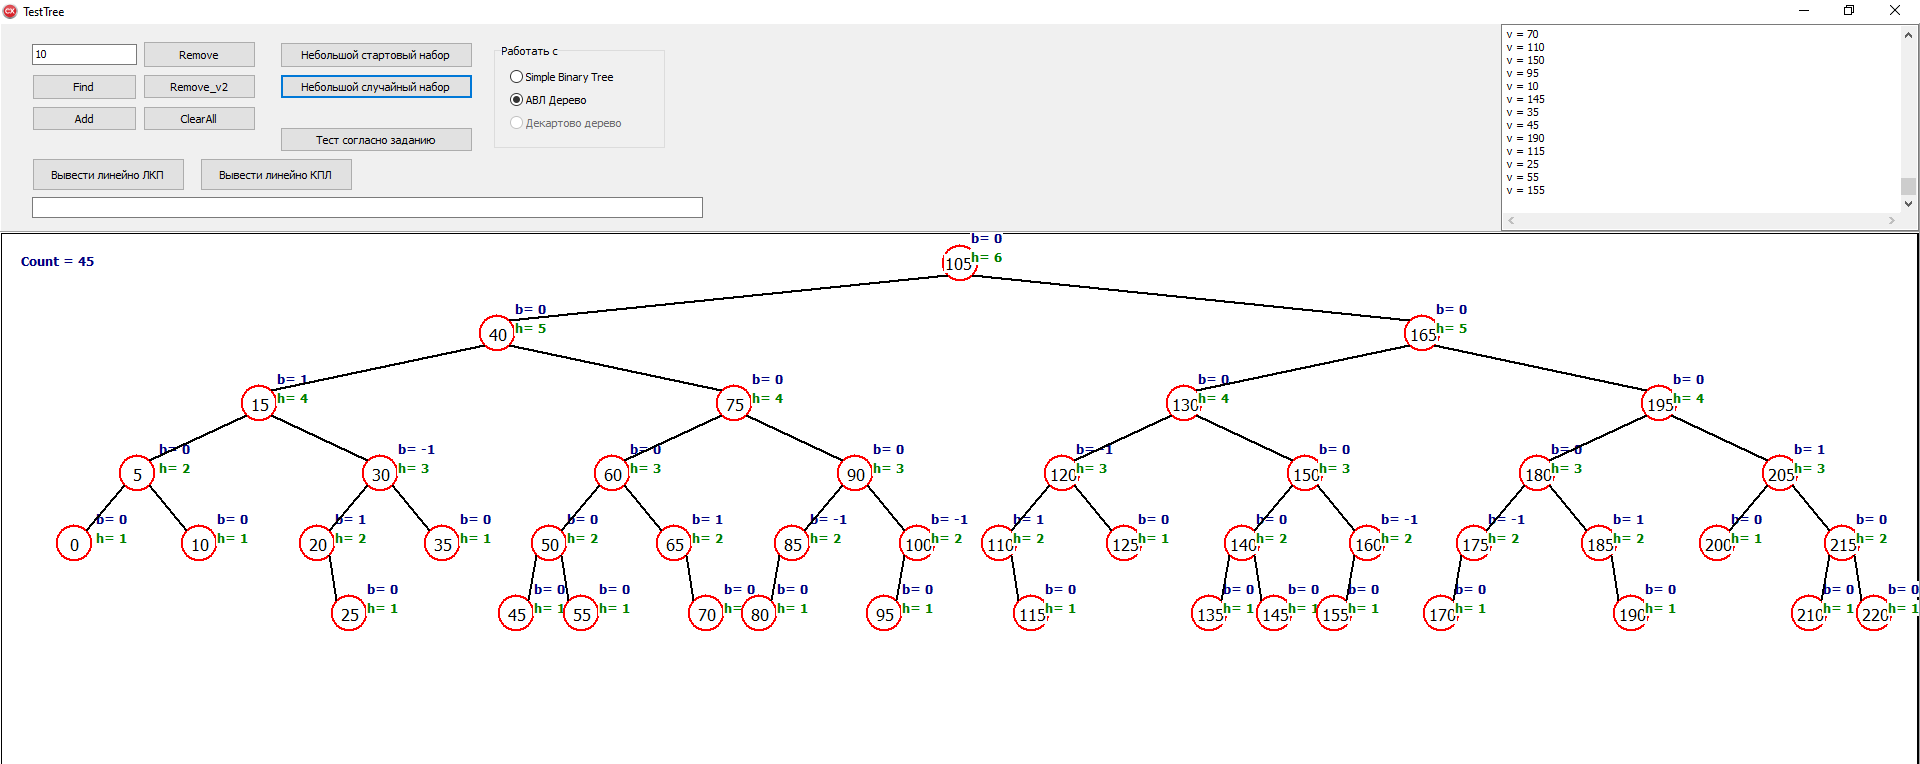 TestTree
10
Remove
Небольшой стартовый набор
Работать с
Find
Remove_v2
Небольшой случайный набор
Simple Binary Tree
Add
ClearAll
АВЛ Дерево
Тест согласно заданию
Декартово дерево
Вывести линейно ЛКП
Вывести линейно КПЛ
v = 70
v = 110
v = 150
v = 95
v = 10
v = 145
v = 35
v = 45
v = 190
v = 115
v = 25
v = 55
v = 155
Count = 45
105 b= 0 h= 6
40 b= 0 h= 5
165 b= 0 h= 5
15 b= 1 h= 4
75 b= 0 h= 4
130 b= 0 h= 4
195 b= 0 h= 4
5 b= 0 h= 2
30 b= -1 h= 3
60 b= 0 h= 3
90 b= 0 h= 3
120 b= -1 h= 3
150 b= 0 h= 3
180 b= 0 h= 3
205 b= 1 h= 3
0 b= 0 h= 1
10 b= 0 h= 1
20 b= 1 h= 2
35 b= 0 h= 1
50 b= 0 h= 2
65 b= 1 h= 2
85 b= -1 h= 2
100 b= -1 h= 2
110 b= 1 h= 2
125 b= 0 h= 1
140 b= 0 h= 2
160 b= -1 h= 2
175 b= -1 h= 2
185 b= 1 h= 2
200 b= 0 h= 1
215 b= 0 h= 2
25 b= 0 h= 1
45 b= 0 h= 1
55 b= 0 h= 1
70 b= 0 h=
80 b= 0 h= 1
95 b= 0 h= 1
115 b= 0 h= 1
135 b= 0 h= 1
145 b= 0 h= 1
155 b= 0 h= 1
170 b= 0 h= 1
190 b= 0 h= 1
210 b= 0 h= 1
220 b= 0 h= 1